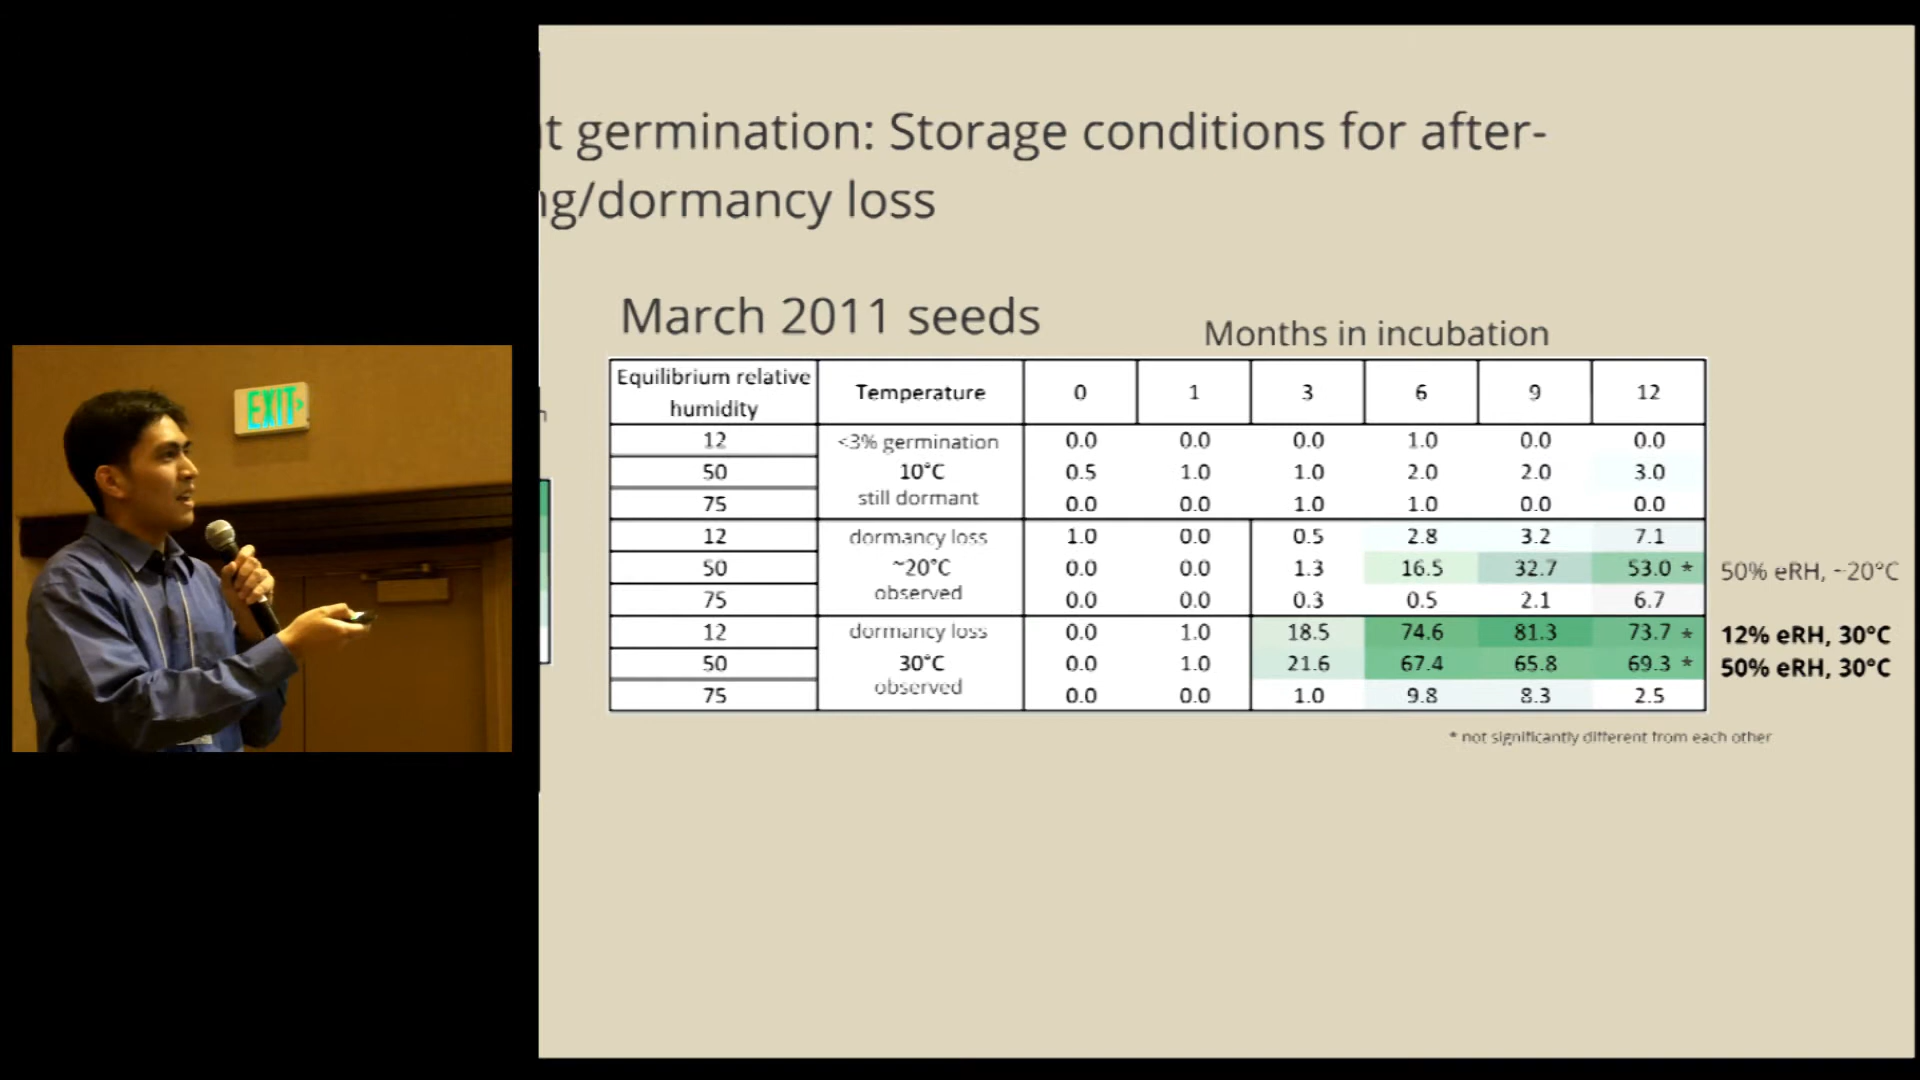 t germination: Storage conditions for after-
ng/dormancy loss
March 2011 seeds
Months in incubation
Equilibrium relative humidity Temperature 0 1 3 6 9 12
12 <3% germination 0.0 0.0 0.0 1.0 0.0 0.0
50 10°C 0.5 1.0 1.0 2.0 2.0 3.0
75 still dormant 0.0 0.0 1.0 1.0 0.0 0.0
12 dormancy loss 1.0 0.0 0.5 2.8 3.2 7.1
50 ~20°C 0.0 0.0 1.3 16.5 32.7 53.0 * 50% eRH, ~20°C
75 observed 0.0 0.0 0.3 0.5 2.1 6.7
12 dormancy loss 0.0 1.0 18.5 74.6 81.3 73.7 * 12% eRH, 30°C
50 30°C 0.0 1.0 21.6 67.4 65.8 69.3 * 50% eRH, 30°C
75 observed 0.0 0.0 1.0 9.8 8.3 2.5
* not significantly different from each other
EXIT